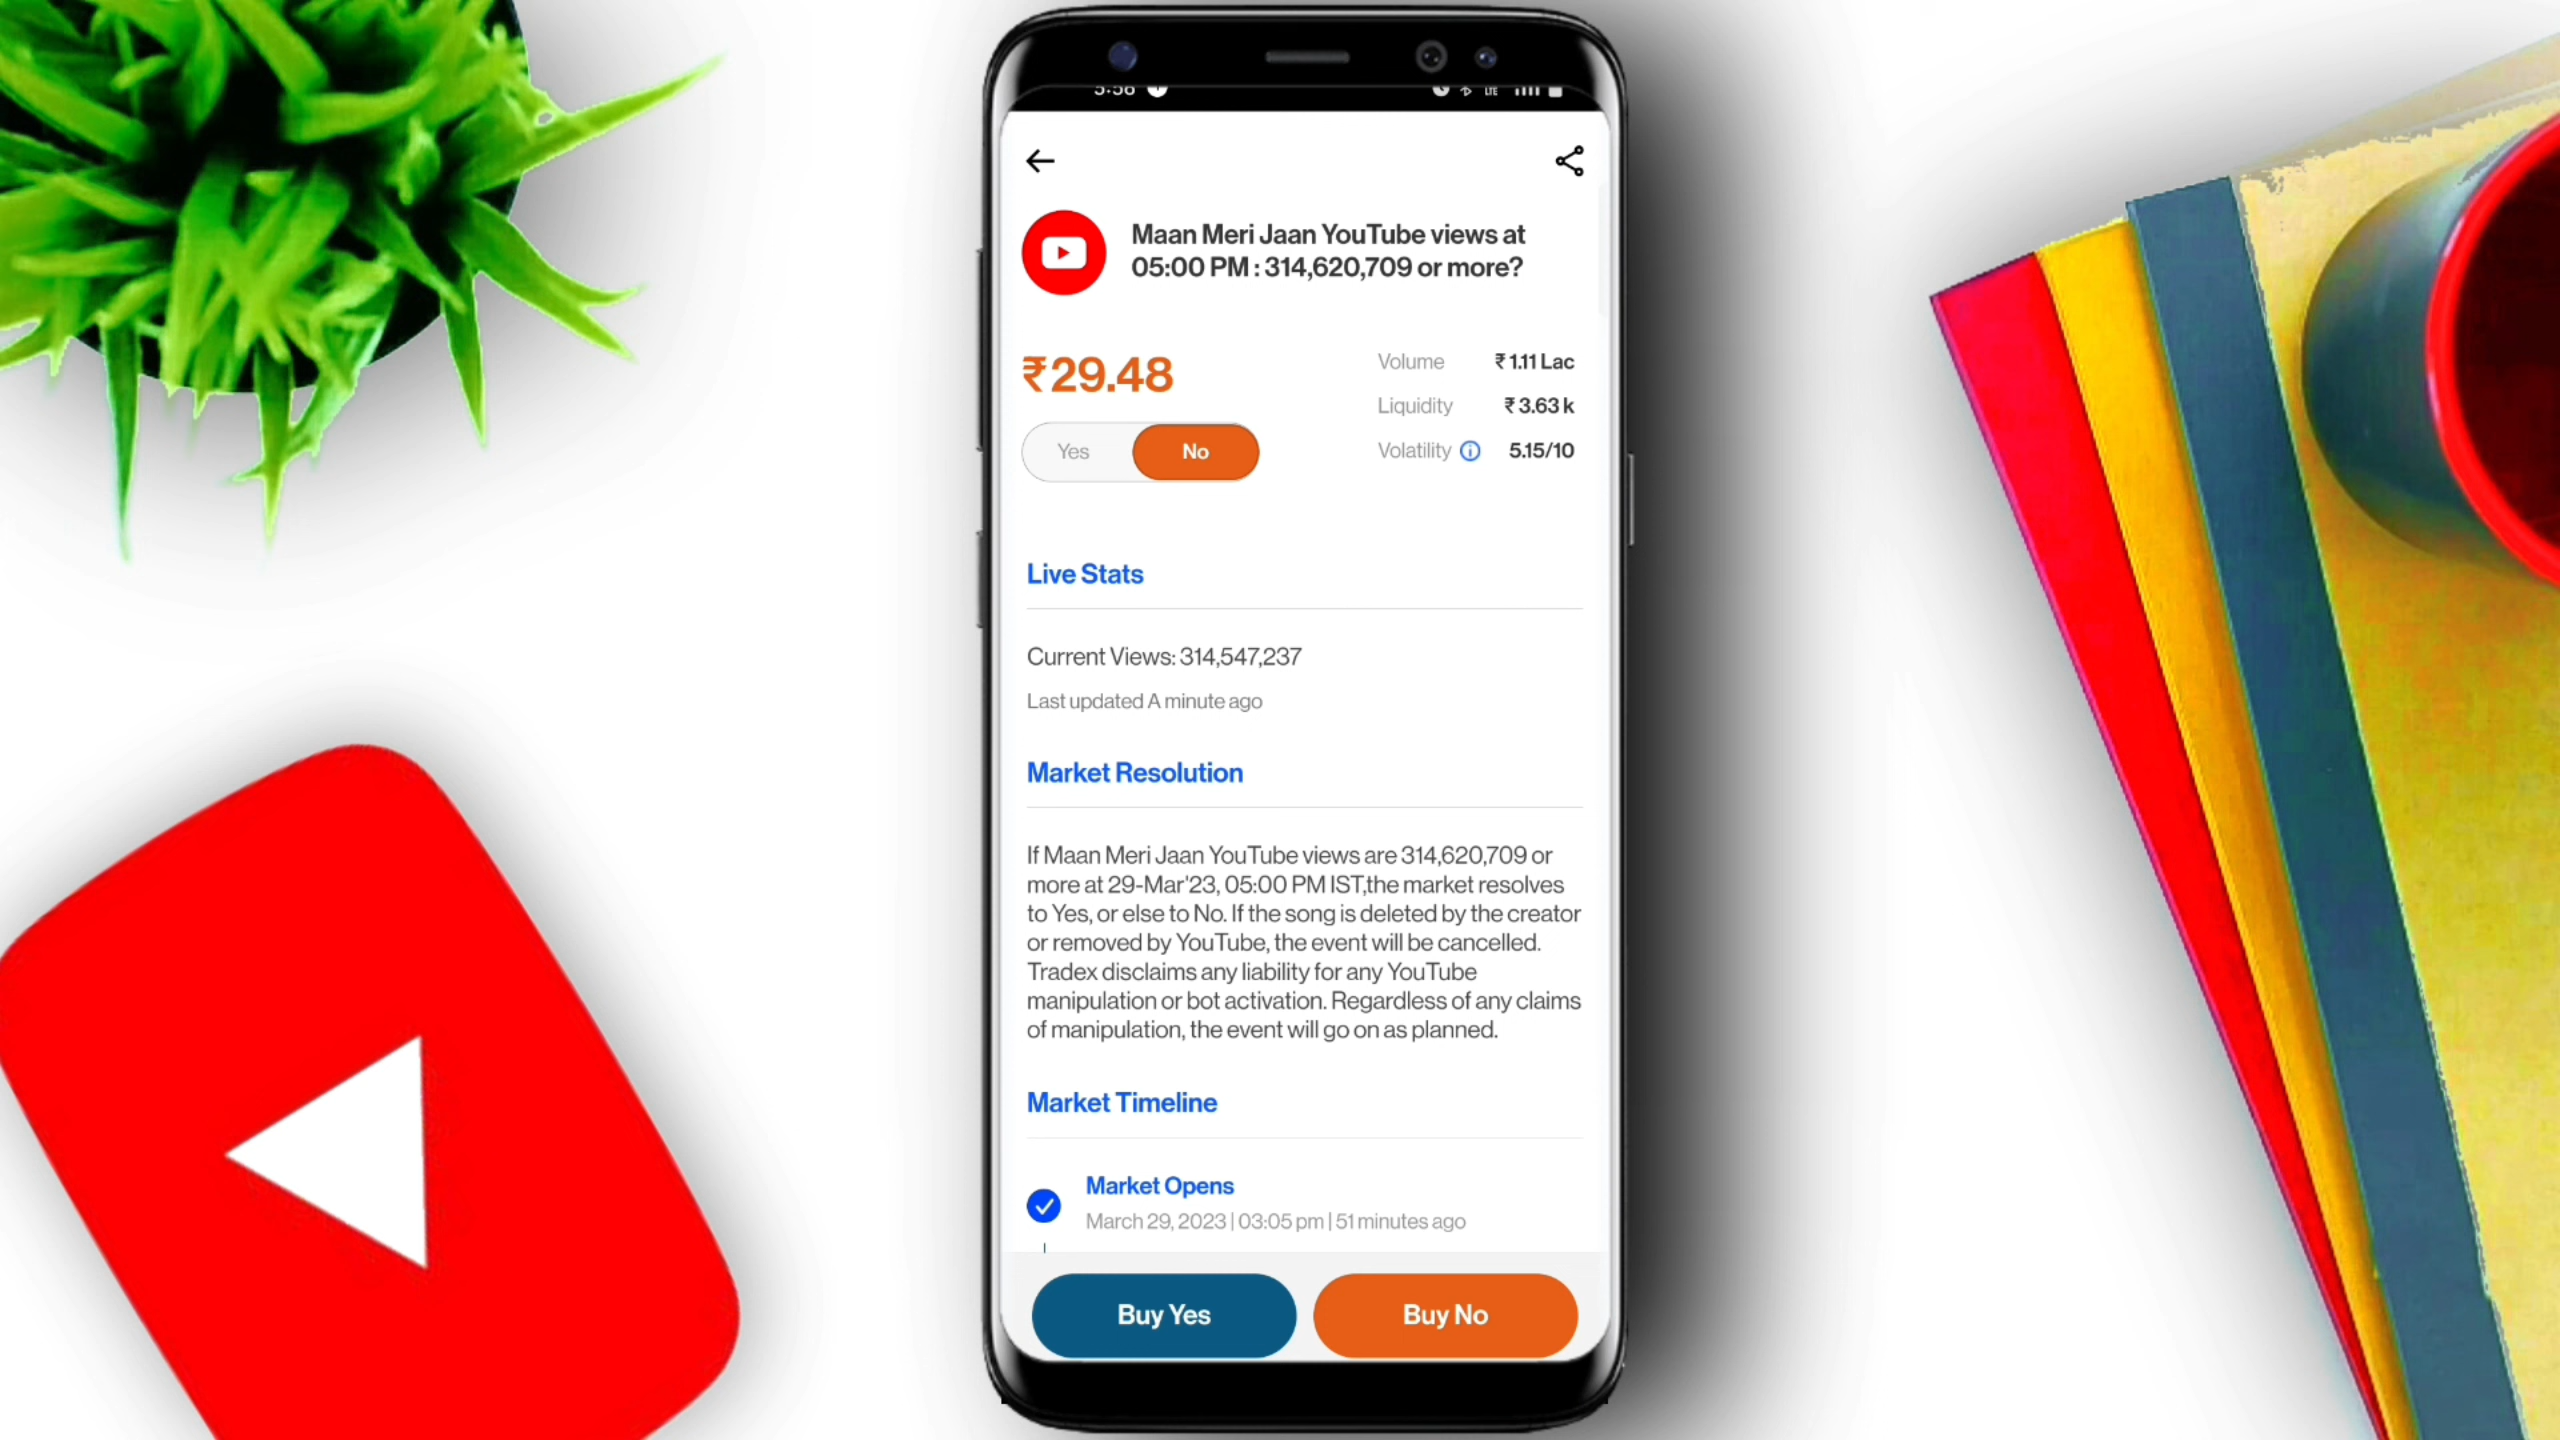 LTE
Maan Meri Jaan YouTube views at
05:00 PM : 314,620,709 or more?
₹29.48
Volume ₹ 1.11 Lac
Liquidity ₹ 3.63 k
Yes No
Volatility 5.15/10
Live Stats
Current Views: 314,547,237
Last updated A minute ago
Market Resolution
If Maan Meri Jaan YouTube views are 314,620,709 or
more at 29-Mar'23, 05:00 PM IST,the market resolves
to Yes, or else to No. If the song is deleted by the creator
or removed by YouTube, the event will be cancelled.
Tradex disclaims any liability for any YouTube
manipulation or bot activation. Regardless of any claims
of manipulation, the event will go on as planned.
Market Timeline
Market Opens
March 29, 2023 | 03:05 pm | 51 minutes ago
Buy Yes Buy No